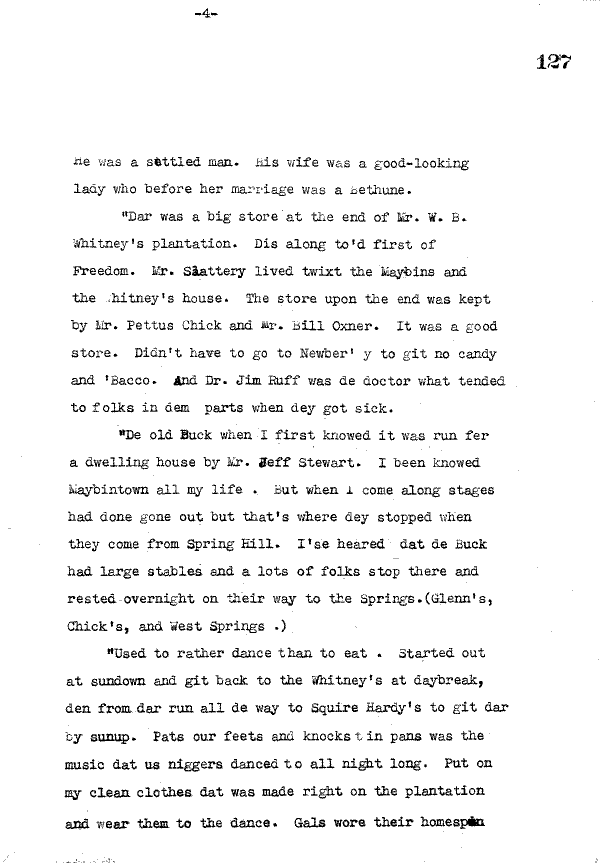 -4-
127
He was a settled man. His wife was a good-looking
lady who before her marriage was a Bethune.
"Dar was a big store at the end of Mr. W. B.
Whitney's plantation. Dis along to'd first of
Freedom. Mr. Slattery lived twixt the Maybins and
the Whitney's house. The store upon the end was kept
by Mr. Pettus Chick and Mr. Bill Oxner. It was a good
store. Didn't have to go to Newber' y to git no candy
and 'Bacco. And Dr. Jim Ruff was de doctor what tended
to folks in dem parts when dey got sick.
"De old Buck when I first knowed it was run fer
a dwelling house by Mr. Jeff Stewart. I been knowed
Maybintown all my life . But when I come along stages
had done gone out but that's where dey stopped when
they come from Spring Hill. I'se heared dat de Buck
had large stables and a lots of folks stop there and
rested overnight on their way to the Springs.(Glenn's,
Chick's, and West Springs .)
"Used to rather dance than to eat . Started out
at sundown and git back to the Whitney's at daybreak,
den from dar run all de way to Squire Hardy's to git dar
by sunup. Pats our feets and knocks tin pans was the
music dat us niggers danced to all night long. Put on
my clean clothes dat was made right on the plantation
and wear them to the dance. Gals wore their homespun